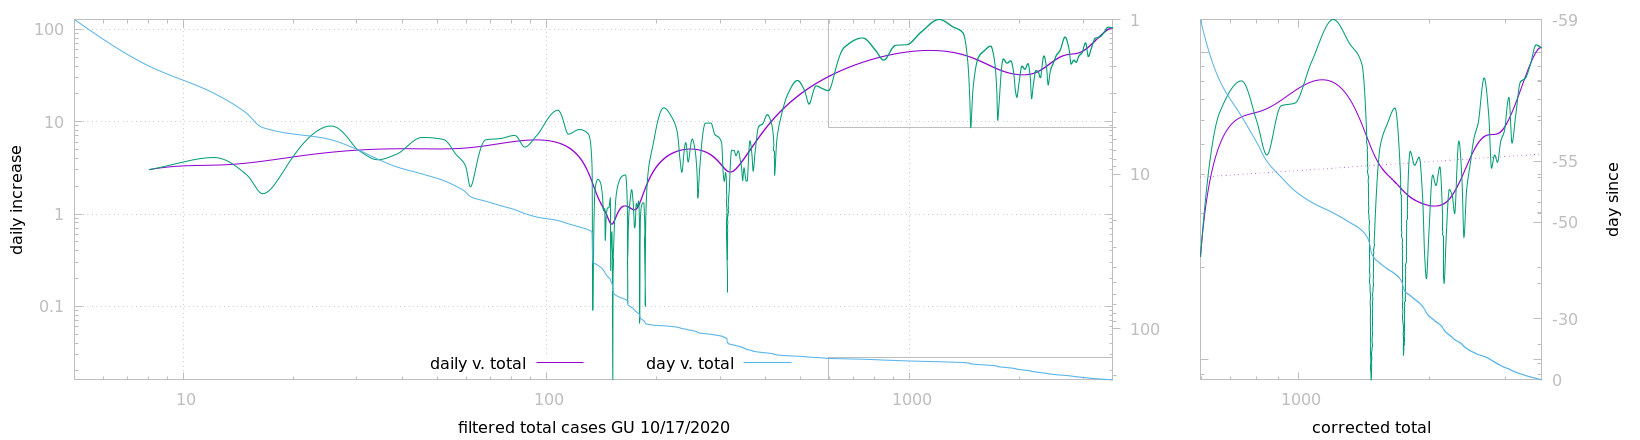 100
10
1
0.1
daily increase
10
100
1000
filtered total cases GU 10/17/2020
daily v. total
day v. total
1
10
100
1000
corrected total
-59
-55
-50
-30
0
day since